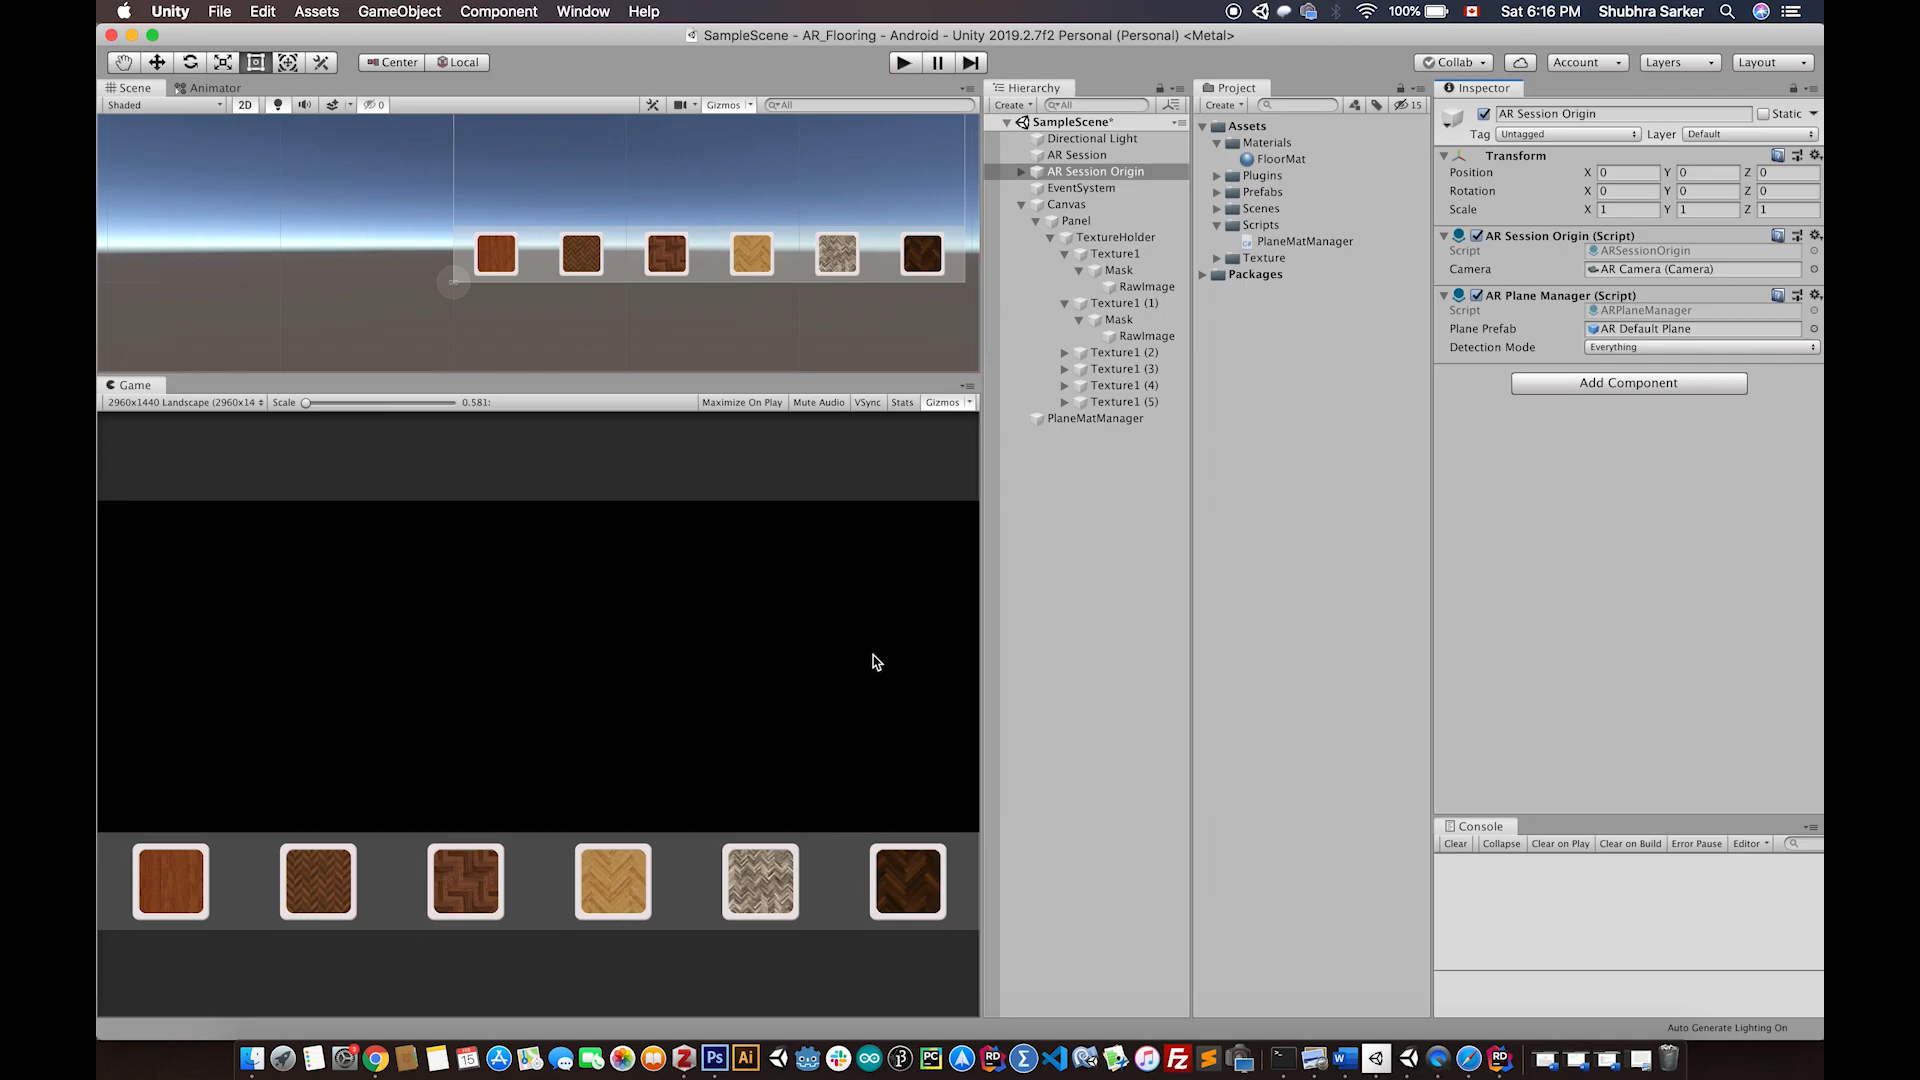 Unity File Edit Assets GameObject Component Window Help 100% Sat 6:16 PM Shubhra Sarker
SampleScene - AR_Flooring - Android - Unity 2019.2.7f2 Personal (Personal) <Metal>
Center Local Collab Account Layers Layout
Scene Animator
Shaded 2D 0 Gizmos All
Hierarchy
Create All
SampleScene*
Directional Light
AR Session
AR Session Origin
EventSystem
Canvas
Panel
TextureHolder
Texture1
Mask
RawImage
Texture1 (1)
Mask
RawImage
Texture1 (2)
Texture1 (3)
Texture1 (4)
Texture1 (5)
PlaneMatManager
Project
Create 15
Assets
Materials
FloorMat
Plugins
Prefabs
Scenes
Scripts
PlaneMatManager
Texture
Packages
Inspector
AR Session Origin Static
Tag Untagged Layer Default
Transform
Position X 0 Y 0 Z 0
Rotation X 0 Y 0 Z 0
Scale X 1 Y 1 Z 1
AR Session Origin (Script)
Script ARSessionOrigin
Camera AR Camera (Camera)
AR Plane Manager (Script)
Script ARPlaneManager
Plane Prefab AR Default Plane
Detection Mode Everything
Add Component
Game
2960x1440 Landscape (2960x14 Scale 0.581: Maximize On Play Mute Audio VSync Stats Gizmos
Console
Clear Collapse Clear on Play Clear on Build Error Pause Editor
Auto Generate Lighting On
15 Z Ps Ai PC RD Σ FZ W RD